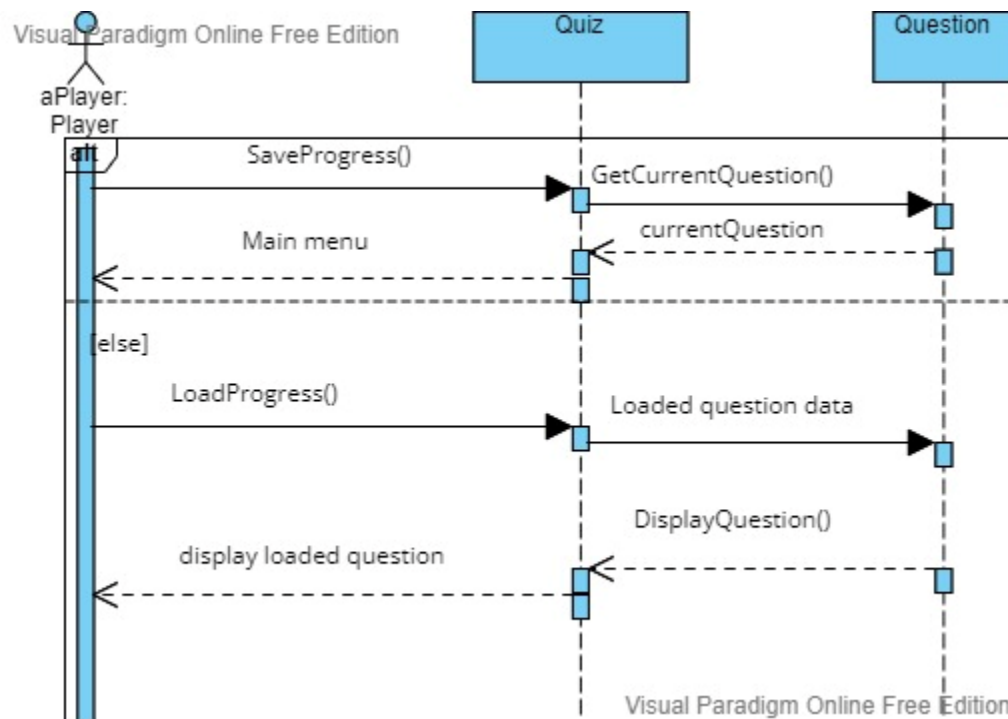 Visual Paradigm Online Free Edition
Quiz
Question
aPlayer:
Player
alt
SaveProgress()
GetCurrentQuestion()
currentQuestion
Main menu
[else]
LoadProgress()
Loaded question data
DisplayQuestion()
display loaded question
Visual Paradigm Online Free Edition